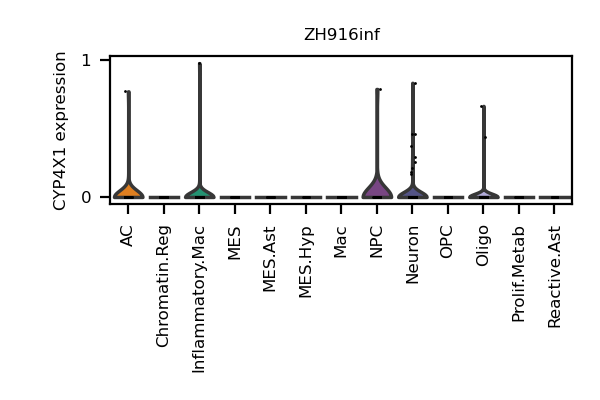 ZH916inf
CYP4X1 expression
1
0
AC
Chromatin.Reg
Inflammatory.Mac
MES
MES.Ast
MES.Hyp
Mac
NPC
Neuron
OPC
Oligo
Prolif.Metab
Reactive.Ast